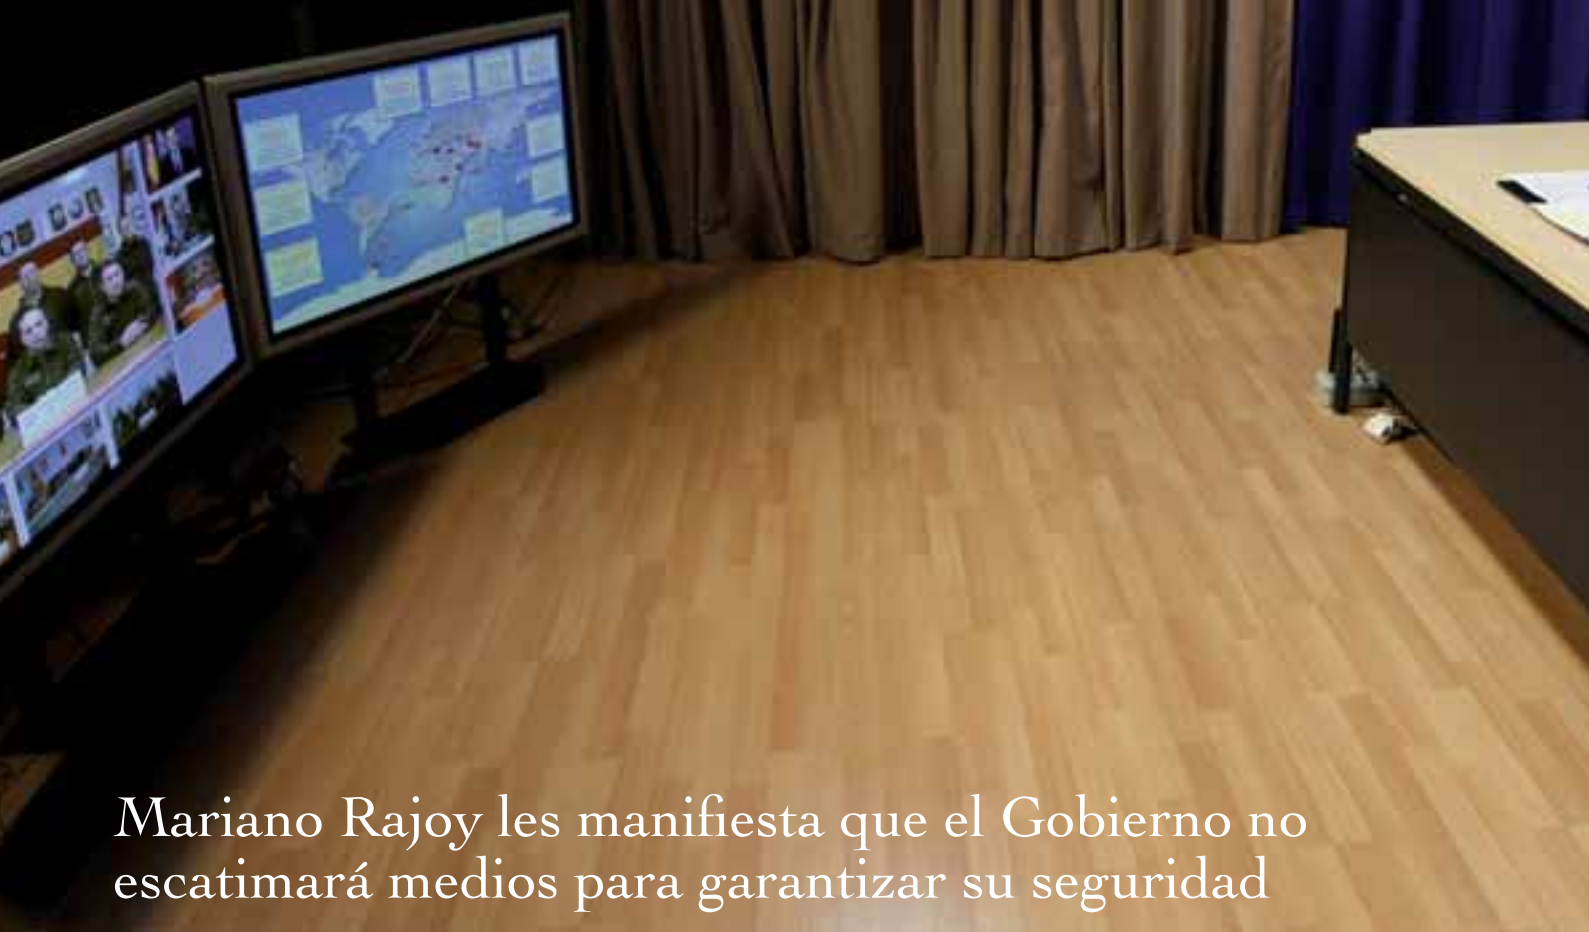 Mariano Rajoy les manifiesta que el Gobierno no
escatimará medios para garantizar su seguridad